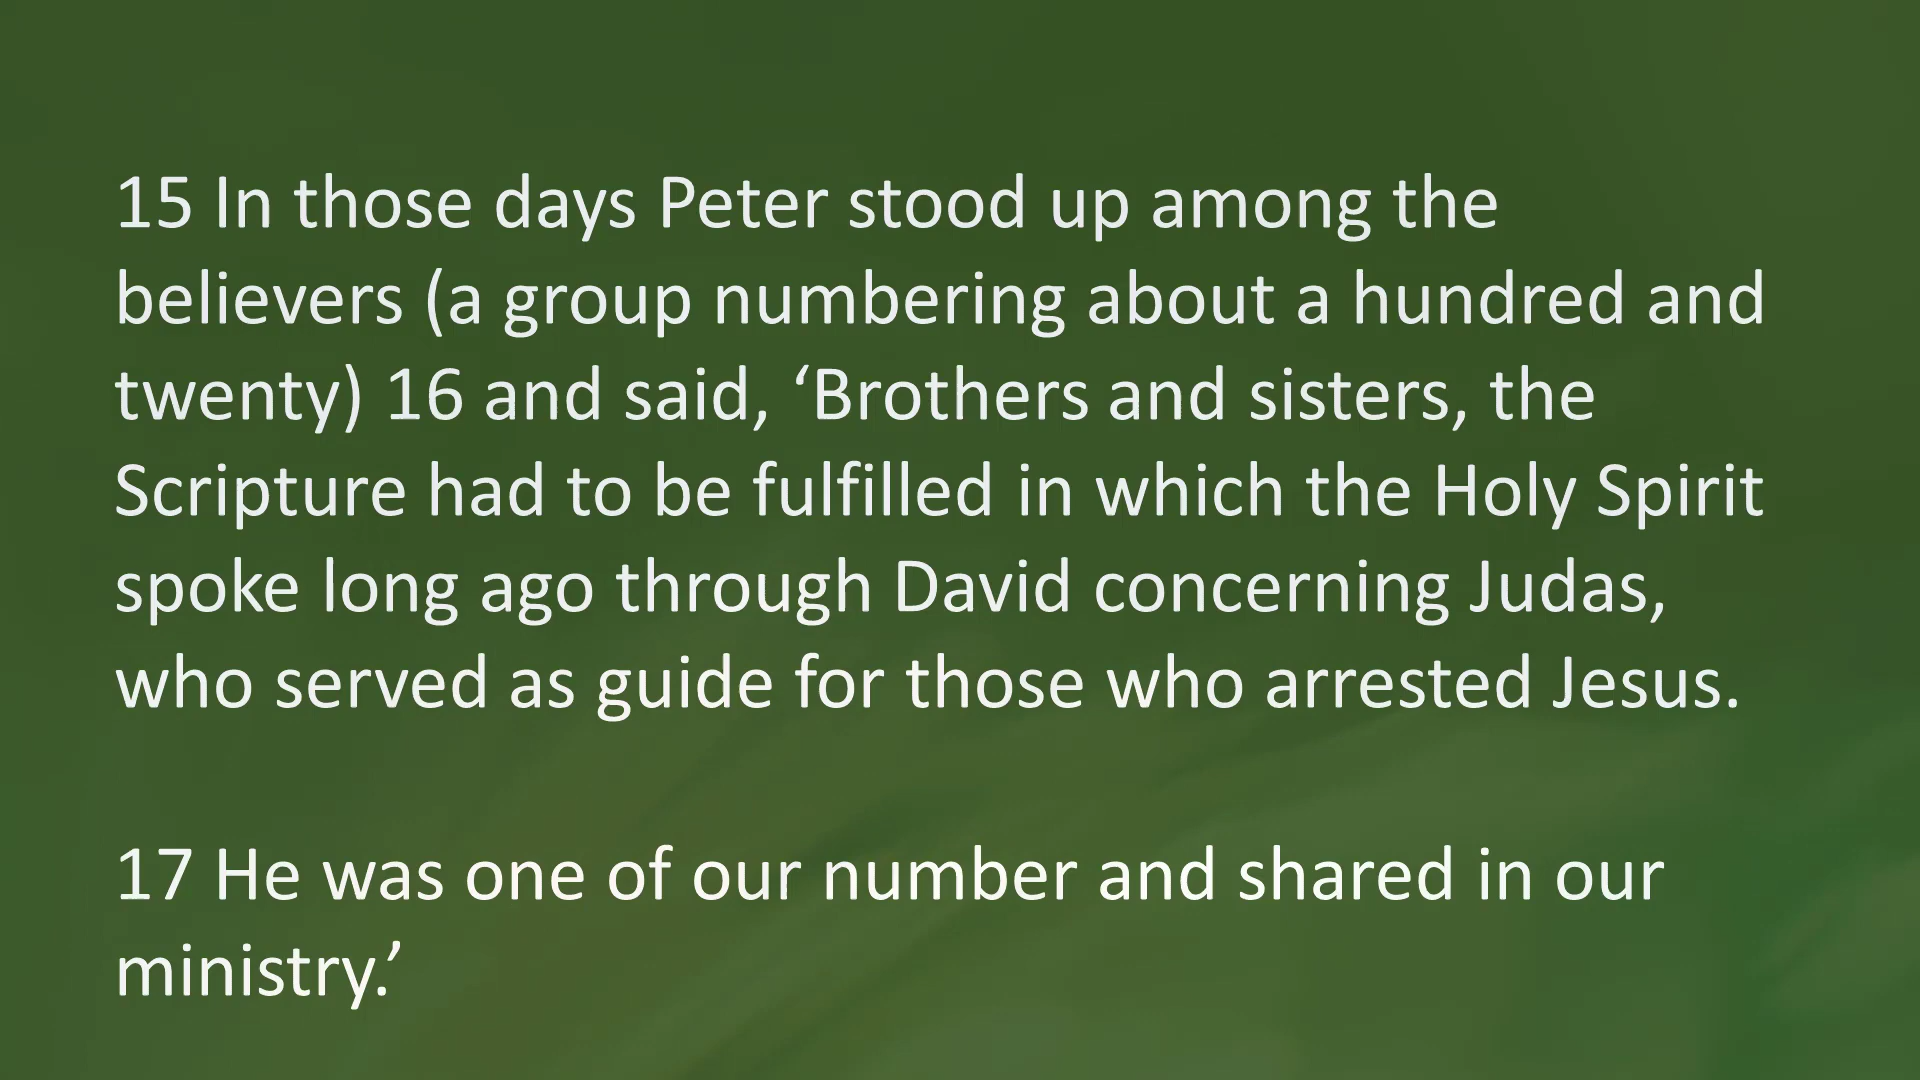 15 In those days Peter stood up among the
believers (a group numbering about a hundred and
twenty) 16 and said, ‘Brothers and sisters, the
Scripture had to be fulfilled in which the Holy Spirit
spoke long ago through David concerning Judas,
who served as guide for those who arrested Jesus.
17 He was one of our number and shared in our
ministry.’